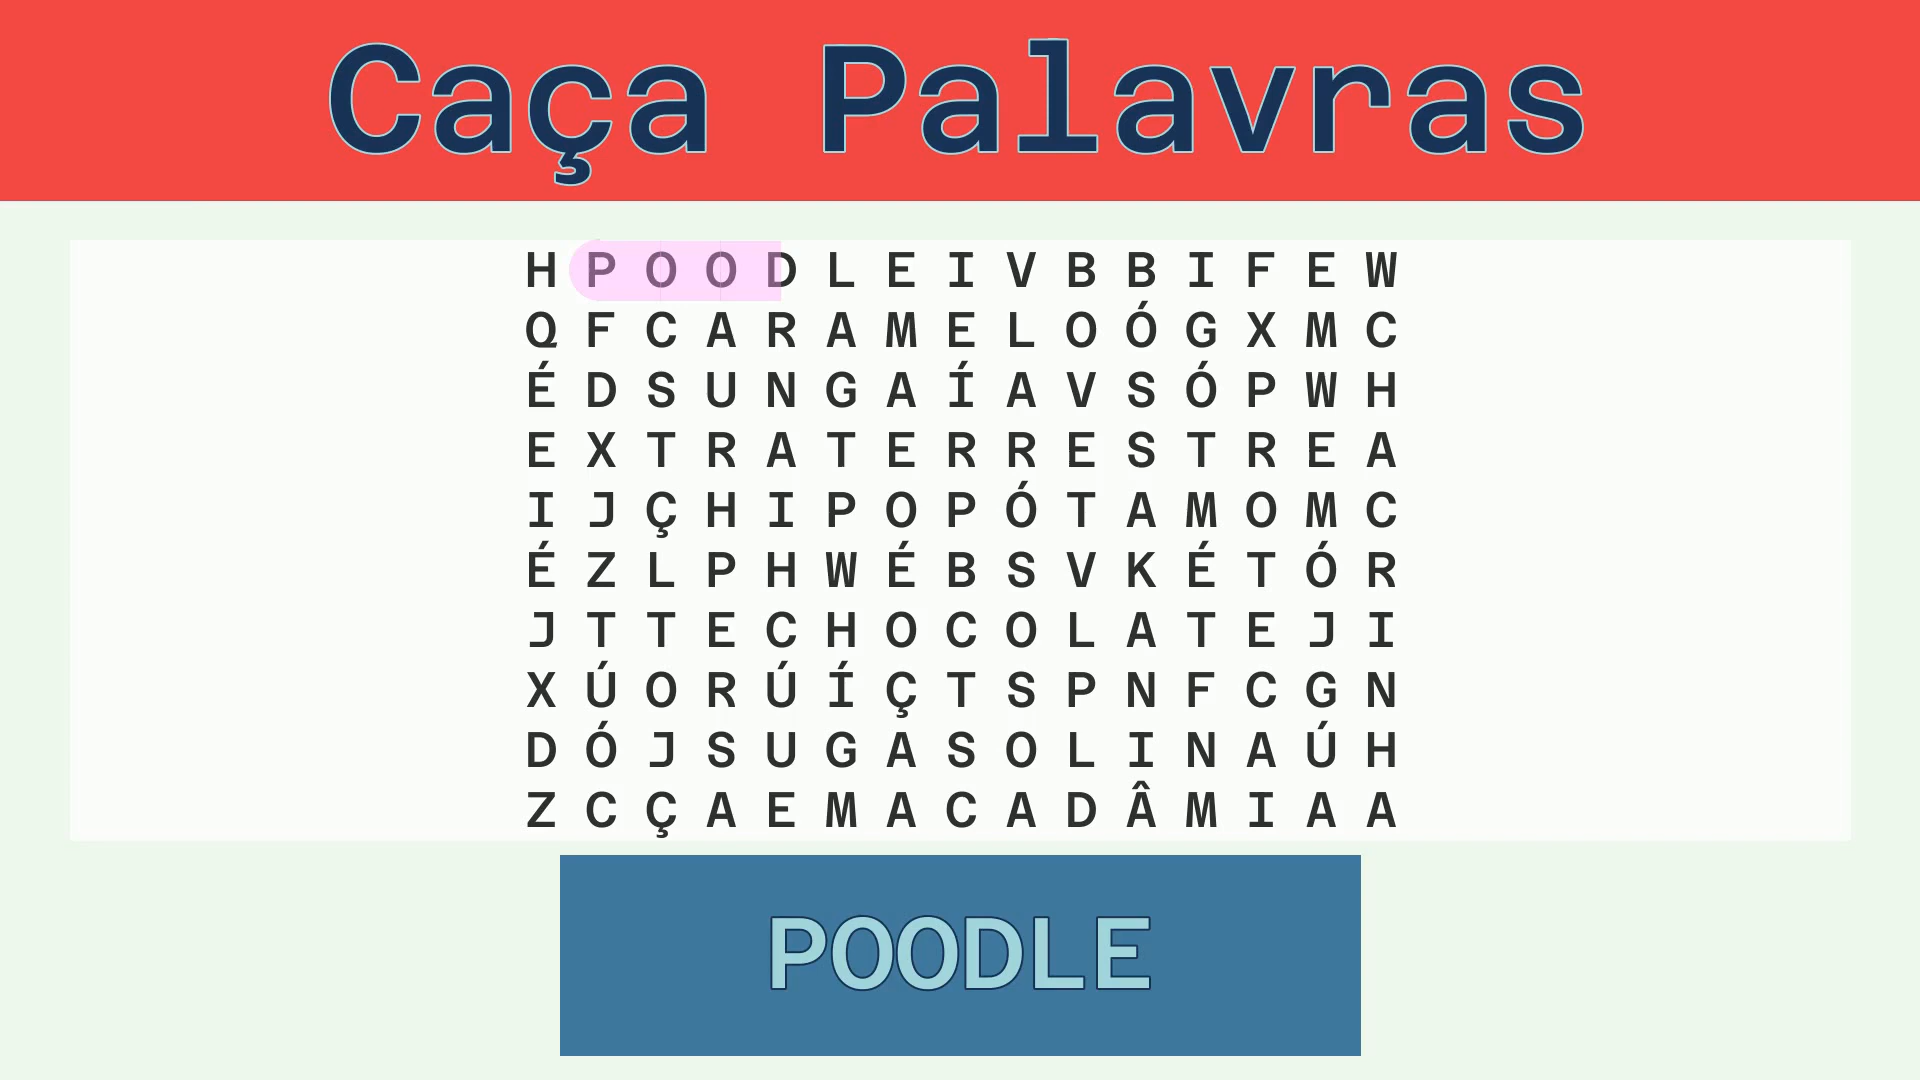 Caça Palavras
H P O O D L E I V B B I F E W
Q F C A R A M E L O Ó G X M C
É D S U N G A Í A V S Ó P W H
E X T R A T E R R E S T R E A
I J Ç H I P O P Ó T A M O M C
É Z L P H W É B S V K É T Ó R
J T T E C H O C O L A T E J I
X Ú O R Ú Í Ç T S P N F C G N
D Ó J S U G A S O L I N A Ú H
Z C Ç A E M A C A D Â M I A A
POODLE